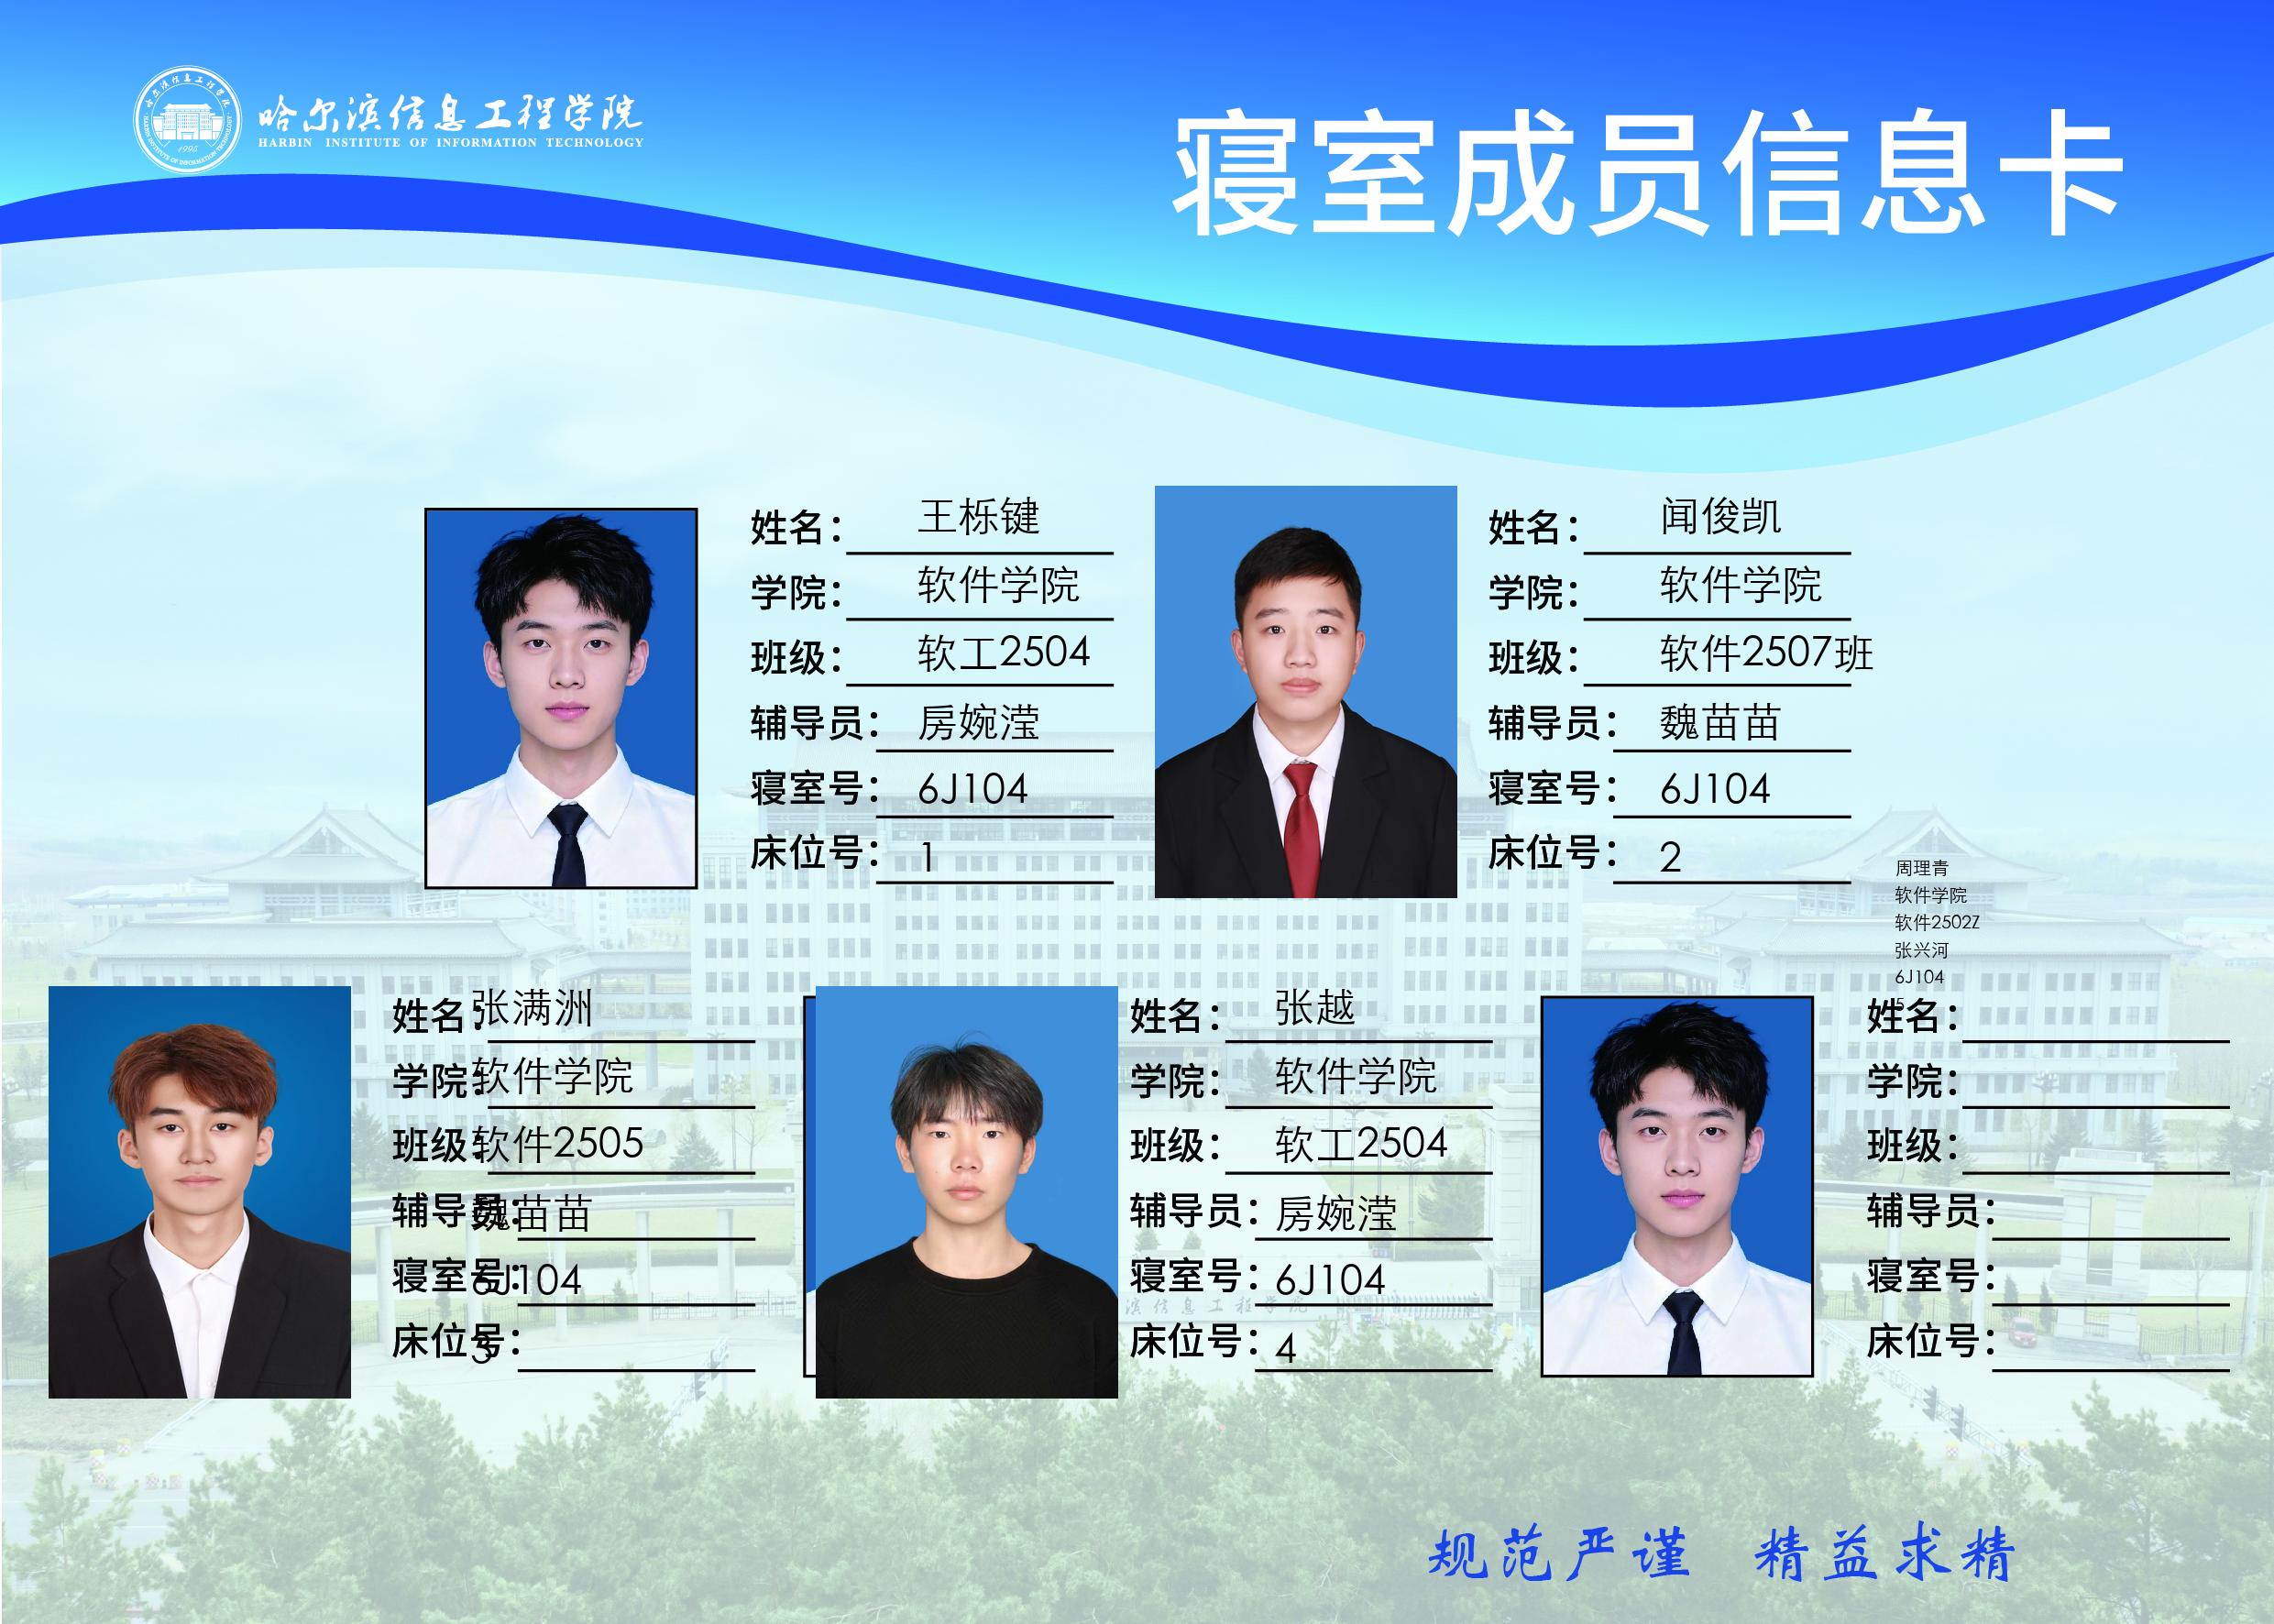 哈尔滨信息工程学院
HARBIN INSTITUTE OF INFORMATION TECHNOLOGY
1995
寝室成员信息卡
姓名： 王栎键
学院： 软件学院
班级： 软工2504
辅导员： 房婉滢
寝室号： 6J104
床位号： 1
姓名： 闻俊凯
学院： 软件学院
班级： 软件2507班
辅导员： 魏苗苗
寝室号： 6J104
床位号： 2
周理青
软件学院
软件2502Z
张兴河
6J104
5
姓名：张满洲
学院：软件学院
班级：软件2505
辅导员：魏苗苗
寝室号：6J104
床位号：3
姓名： 张越
学院： 软件学院
班级： 软工2504
辅导员：房婉滢
寝室号：6J104
床位号：4
姓名：
学院：
班级：
辅导员：
寝室号：
床位号：
规范严谨 精益求精